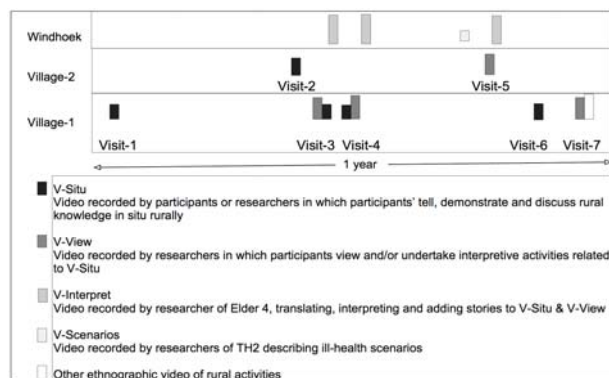 Windhoek
Village-2
Visit-2
Visit-5
Village-1
Visit-1
Visit-3
Visit-4
Visit-6
Visit-7
1 year
V-Situ
Video recorded by participants or researchers in which participants' tell, demonstrate and discuss rural
knowledge in situ rurally
V-View
Video recorded by researchers in which participants view and/or undertake interpretive activities related
to V-Situ
V-Interpret
Video recorded by researcher of Elder 4, translating, interpreting and adding stories to V-Situ & V-View
V-Scenarios
Video recorded by researchers of TH2 describing ill-health scenarios
Other ethnographic video of rural activities